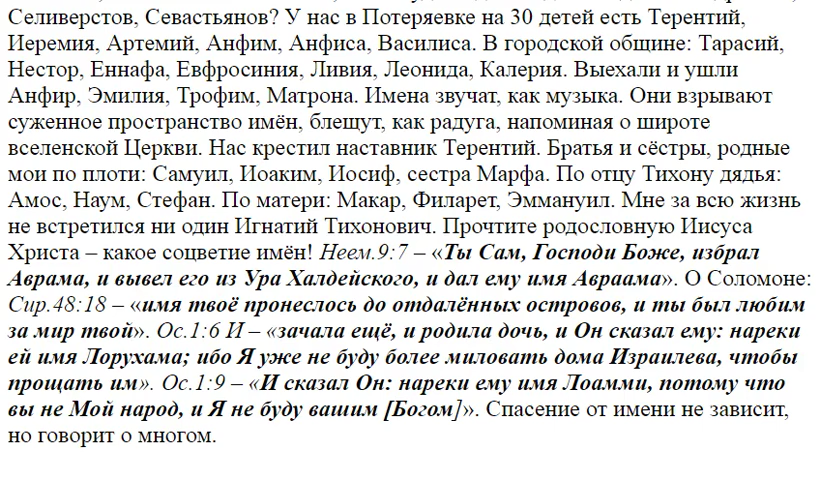 Селиверстов, Севастьянов? У нас в Потеряевке на 30 детей есть Терентий,
Иеремия, Артемий, Анфим, Анфиса, Василиса. В городской общине: Тарасий,
Нестор, Еннафа, Евфросиния, Ливия, Леонида, Калерия. Выехали и ушли
Анфир, Эмилия, Трофим, Матрона. Имена звучат, как музыка. Они взрывают
суженное пространство имён, блещут, как радуга, напоминая о широте
вселенской Церкви. Нас крестил наставник Терентий. Братья и сёстры, родные
мои по плоти: Самуил, Иоаким, Иосиф, сестра Марфа. По отцу Тихону дядья:
Амос, Наум, Стефан. По матери: Макар, Филарет, Эммануил. Мне за всю жизнь
не встретился ни один Игнатий Тихонович. Прочтите родословную Иисуса
Христа – какое соцветие имён! Неем.9:7 – «Ты Сам, Господи Боже, избрал
Аврама, и вывел его из Ура Халдейского, и дал ему имя Авраама». О Соломоне:
Сир.48:18 – «имя твоё пронеслось до отдалённых островов, и ты был любим
за мир твой». Ос.1:6 И – «зачала ещё, и родила дочь, и Он сказал ему: нареки
ей имя Лорухама; ибо Я уже не буду более миловать дома Израилева, чтобы
прощать им». Ос.1:9 – «И сказал Он: нареки ему имя Лоамми, потому что
вы не Мой народ, и Я не буду вашим [Богом]». Спасение от имени не зависит,
но говорит о многом.